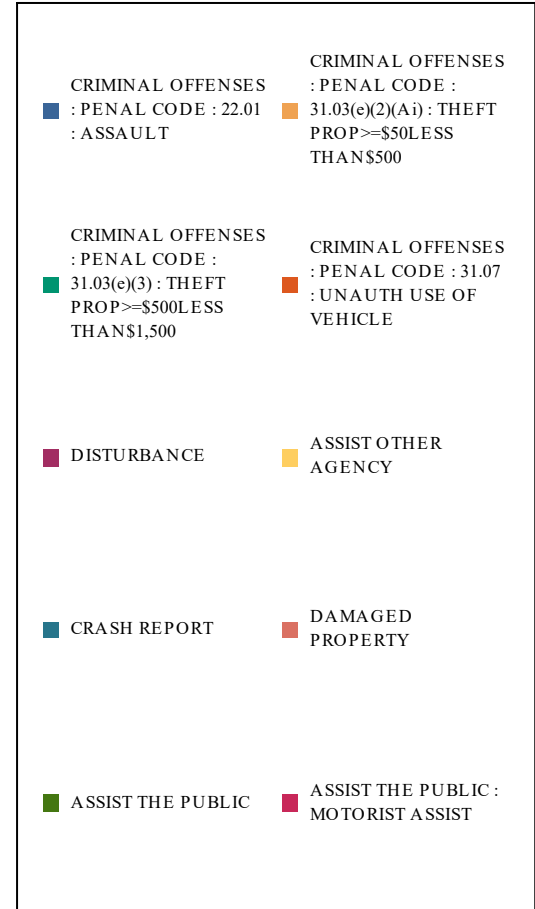 CRIMINAL OFFENSES
: PENAL CODE : 22.01
: ASSAULT
CRIMINAL OFFENSES
: PENAL CODE :
31.03(e)(2)(Ai) : THEFT
PROP>=$50LESS
THAN$500
CRIMINAL OFFENSES
: PENAL CODE :
31.03(e)(3) : THEFT
PROP>=$500LESS
THAN$1,500
CRIMINAL OFFENSES
: PENAL CODE : 31.07
: UNAUTH USE OF
VEHICLE
DISTURBANCE
ASSIST OTHER
AGENCY
CRASH REPORT
DAMAGED
PROPERTY
ASSIST THE PUBLIC
ASSIST THE PUBLIC :
MOTORIST ASSIST